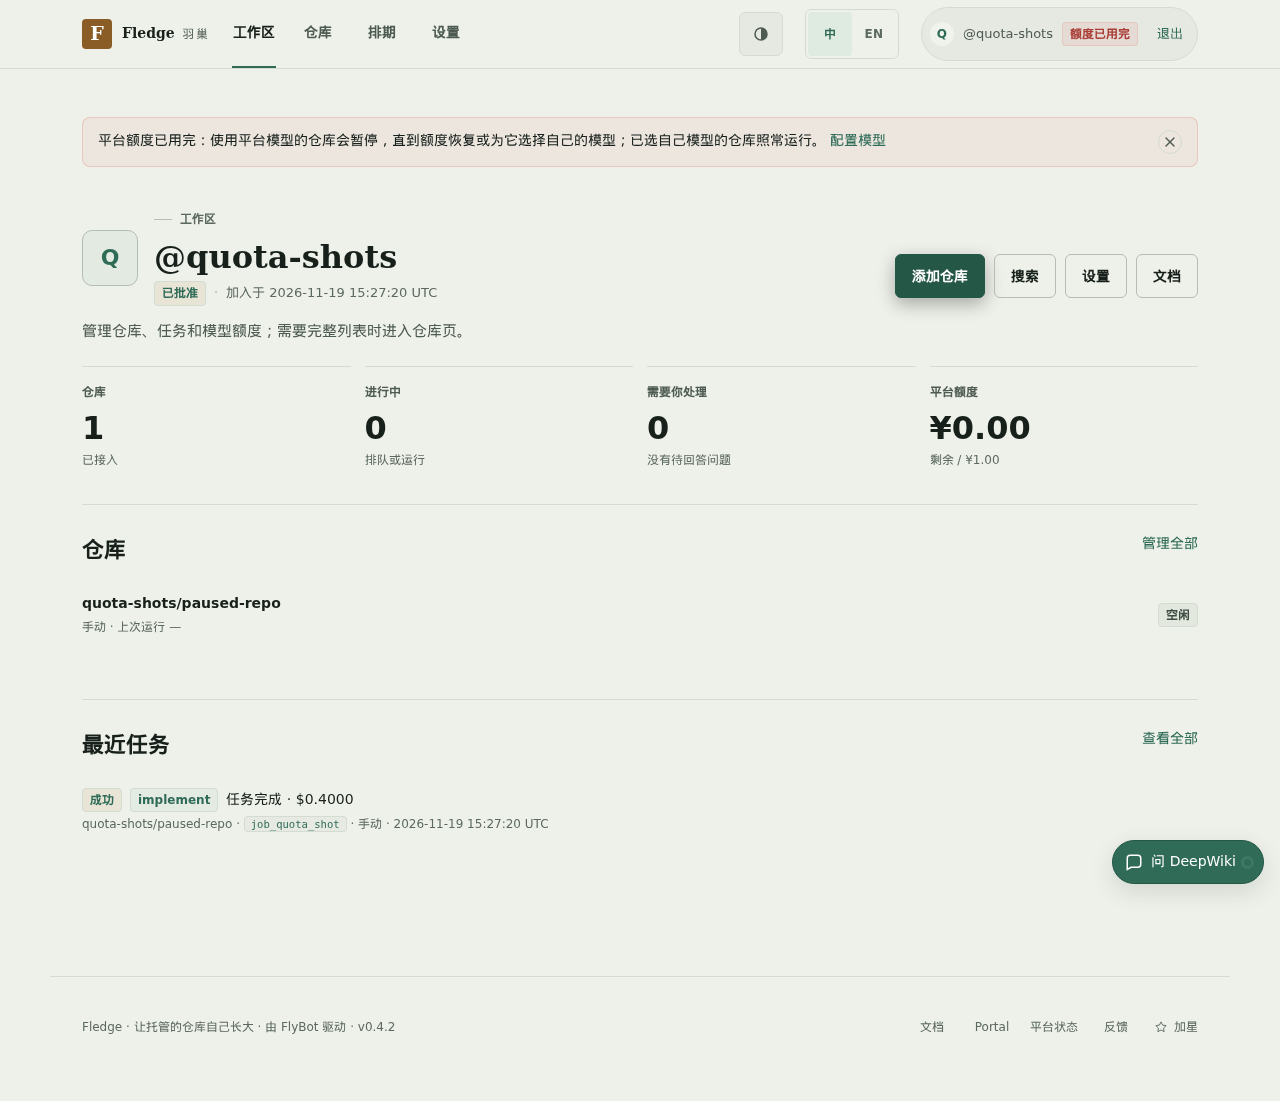 F Fledge 羽巢 工作区 仓库 排期 设置 中 EN Q @quota-shots 额度已用完 退出
平台额度已用完：使用平台模型的仓库会暂停，直到额度恢复或为它选择自己的模型；已选自己模型的仓库照常运行。 配置模型
工作区
Q @quota-shots
已批准 · 加入于 2026-11-19 15:27:20 UTC
添加仓库 搜索 设置 文档
管理仓库、任务和模型额度；需要完整列表时进入仓库页。
仓库 进行中 需要你处理 平台额度
1 0 0 ¥0.00
已接入 排队或运行 没有待回答问题 剩余 / ¥1.00
仓库 管理全部
quota-shots/paused-repo
手动 · 上次运行 —
空闲
最近任务 查看全部
成功 implement 任务完成 · $0.4000
quota-shots/paused-repo · job_quota_shot · 手动 · 2026-11-19 15:27:20 UTC
问 DeepWiki
Fledge · 让托管的仓库自己长大 · 由 FlyBot 驱动 · v0.4.2 文档 Portal 平台状态 反馈 加星